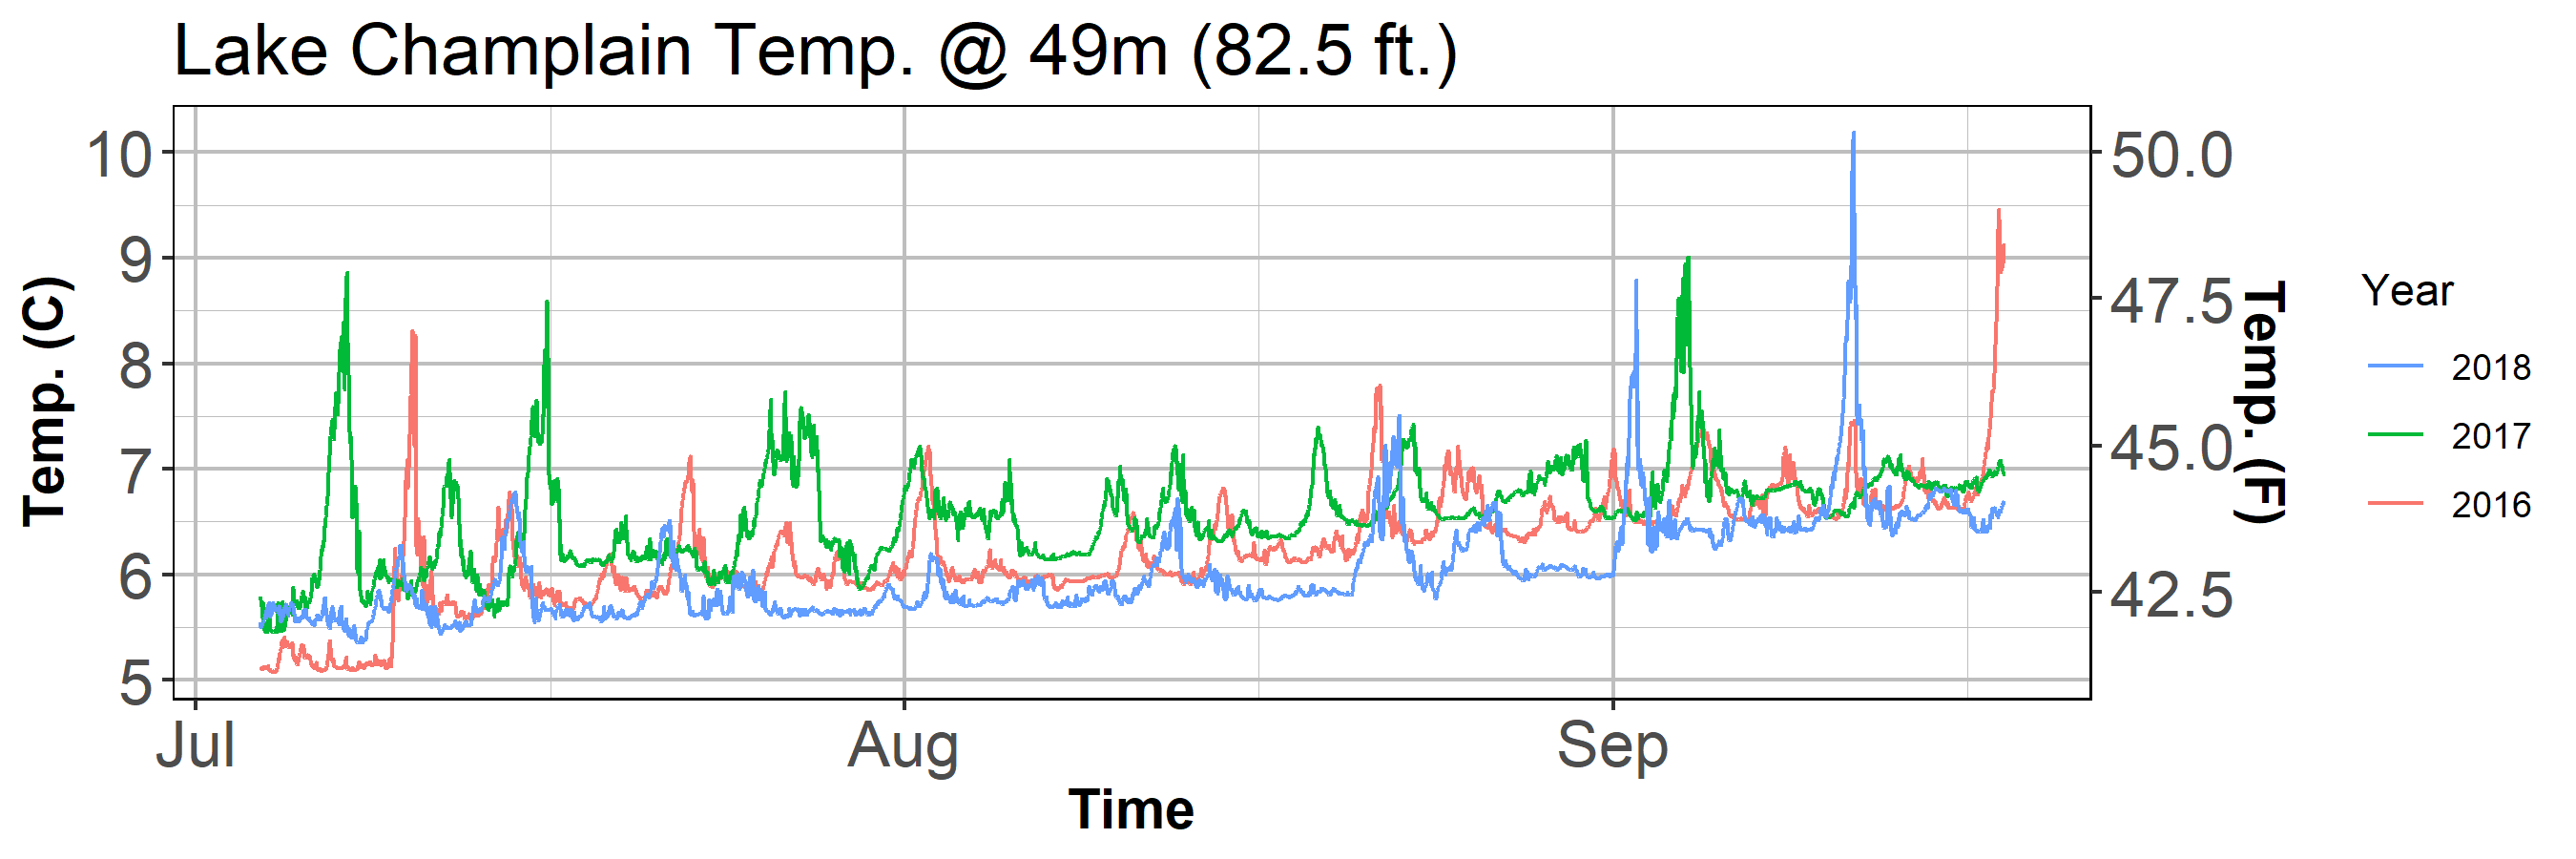 Lake Champlain Temp. @ 49m (82.5 ft.)
Temp. (C)
10
9
8
7
6
5
50.0
47.5
45.0
42.5
Temp. (F)
Jul
Aug
Sep
Time
Year
2018
2017
2016